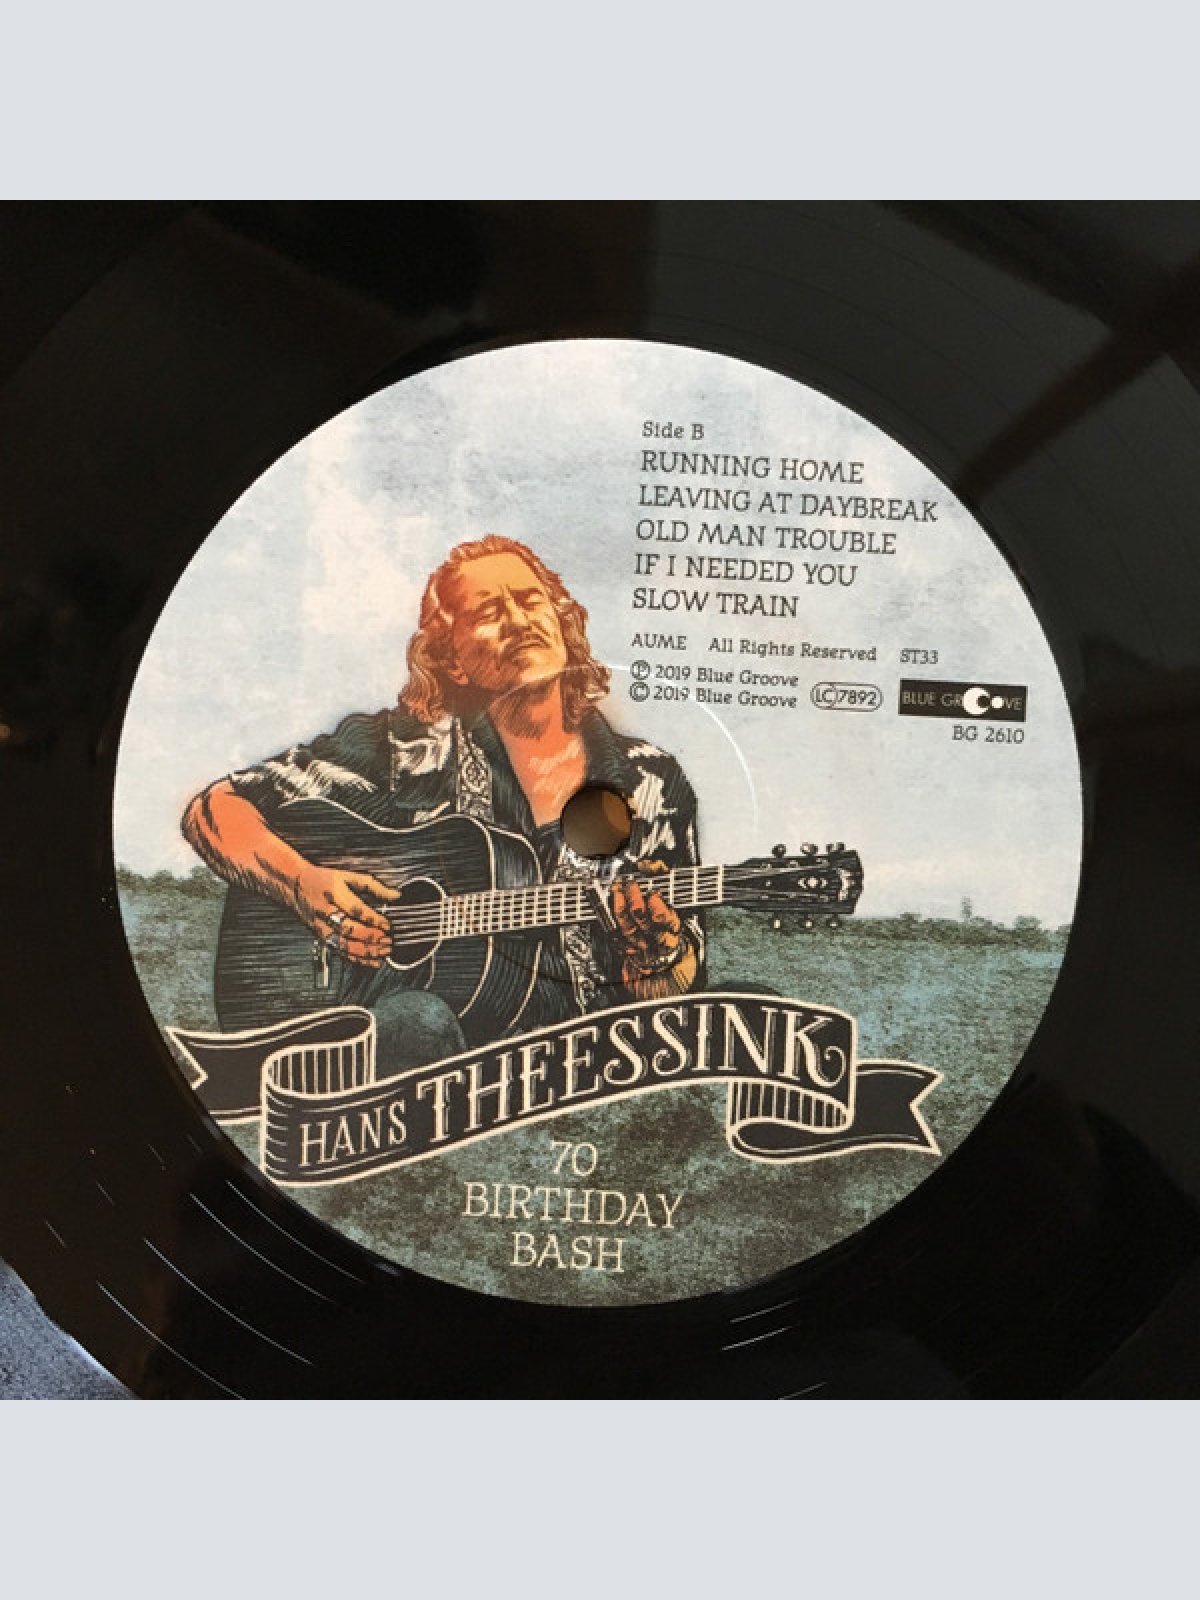 Side B
RUNNING HOME
LEAVING AT DAYBREAK
OLD MAN TROUBLE
IF I NEEDED YOU
SLOW TRAIN
AUME All Rights Reserved ST33
℗ 2019 Blue Groove
© 2019 Blue Groove LC 7892 BLUE GROOVE
BG 2610
HANS THEESSINK
70
BIRTHDAY
BASH